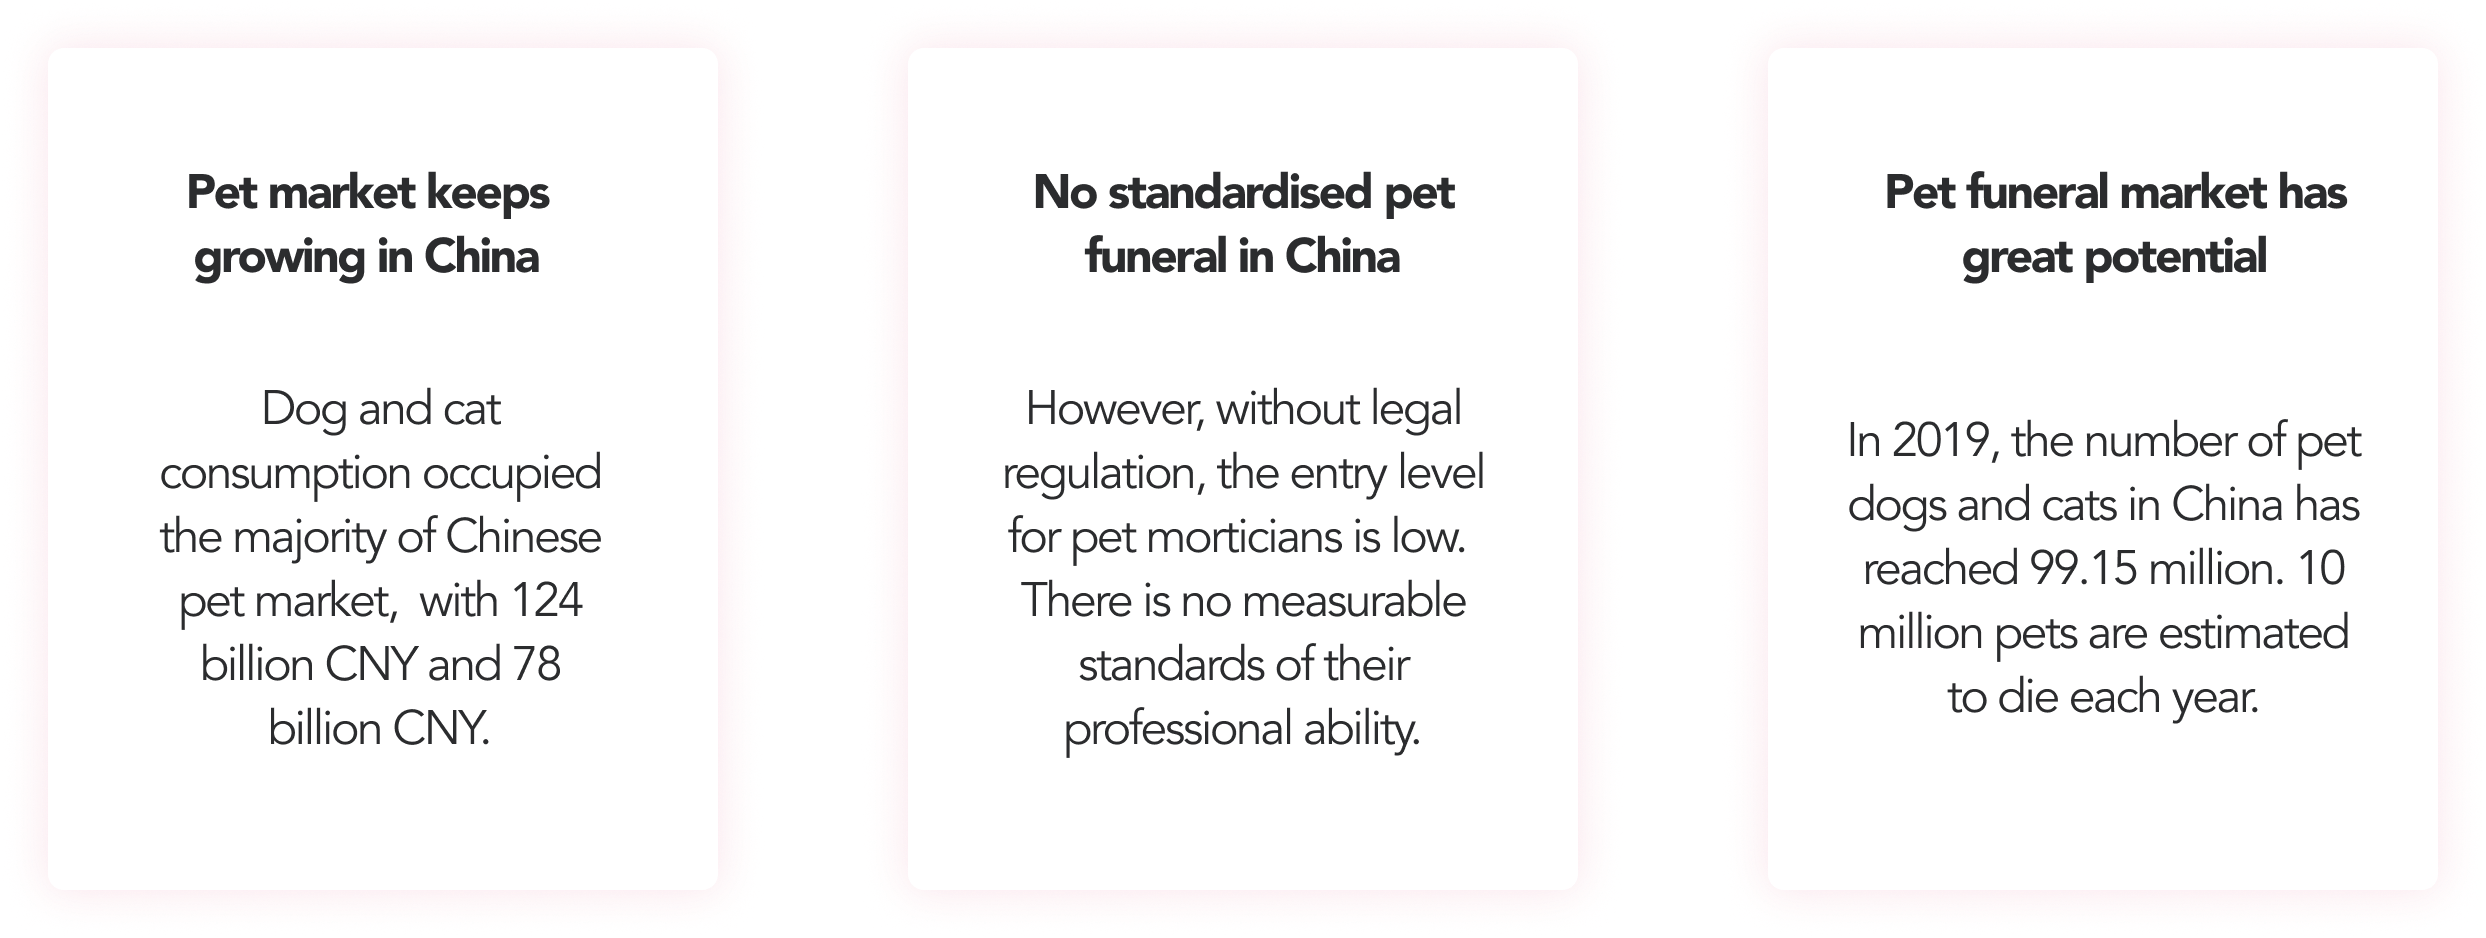 Pet market keeps
growing in China
Dog and cat
consumption occupied
the majority of Chinese
pet market,  with 124
billion CNY and 78
billion CNY.
No standardised pet
funeral in China
However, without legal
regulation, the entry level
for pet morticians is low.
There is no measurable
standards of their
professional ability.
Pet funeral market has
great potential
In 2019, the number of pet
dogs and cats in China has
reached 99.15 million. 10
million pets are estimated
to die each year.